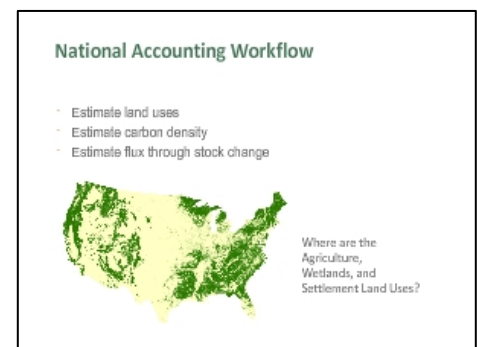 National Accounting Workflow
- Estimate land uses
- Estimate carbon density
- Estimate flux through stock change
Where are the
Agriculture,
Wetlands, and
Settlement Land Uses?